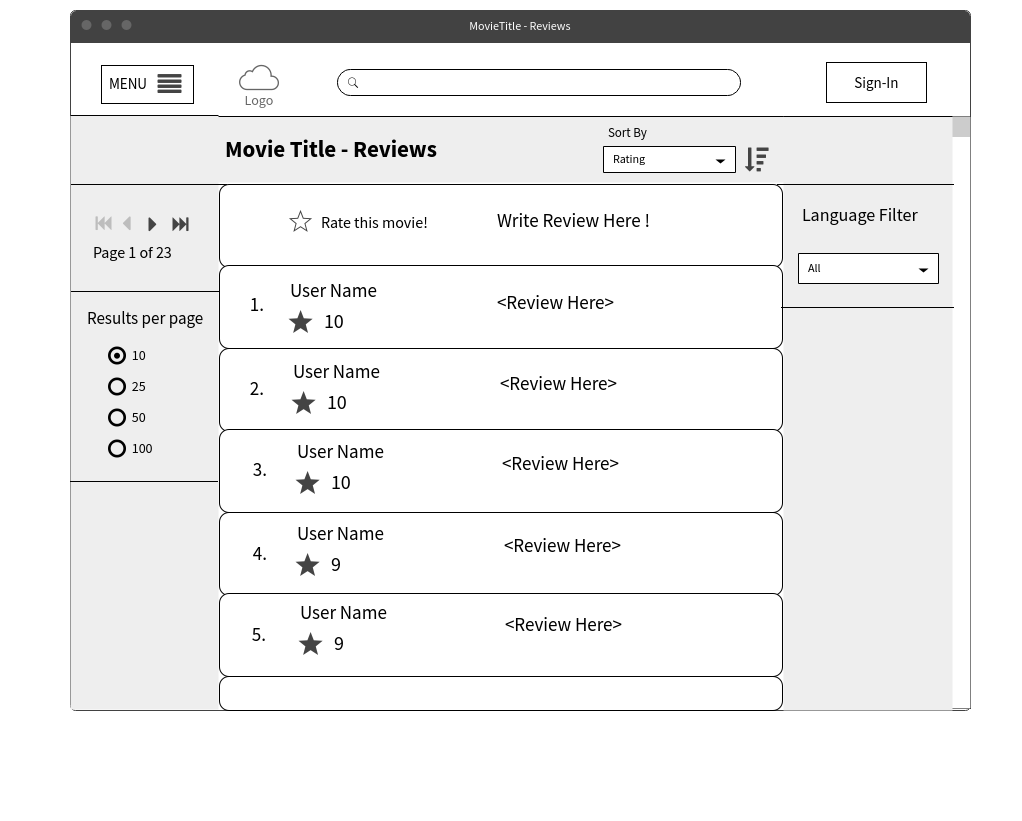 MovieTitle - Reviews
MENU
Logo
Sign-In
Movie Title - Reviews
Sort By
Rating
Page 1 of 23
Results per page
10
25
50
100
Rate this movie!
Write Review Here !
1.
User Name
10
<Review Here>
2.
User Name
10
<Review Here>
3.
User Name
10
<Review Here>
4.
User Name
9
<Review Here>
5.
User Name
9
<Review Here>
Language Filter
All